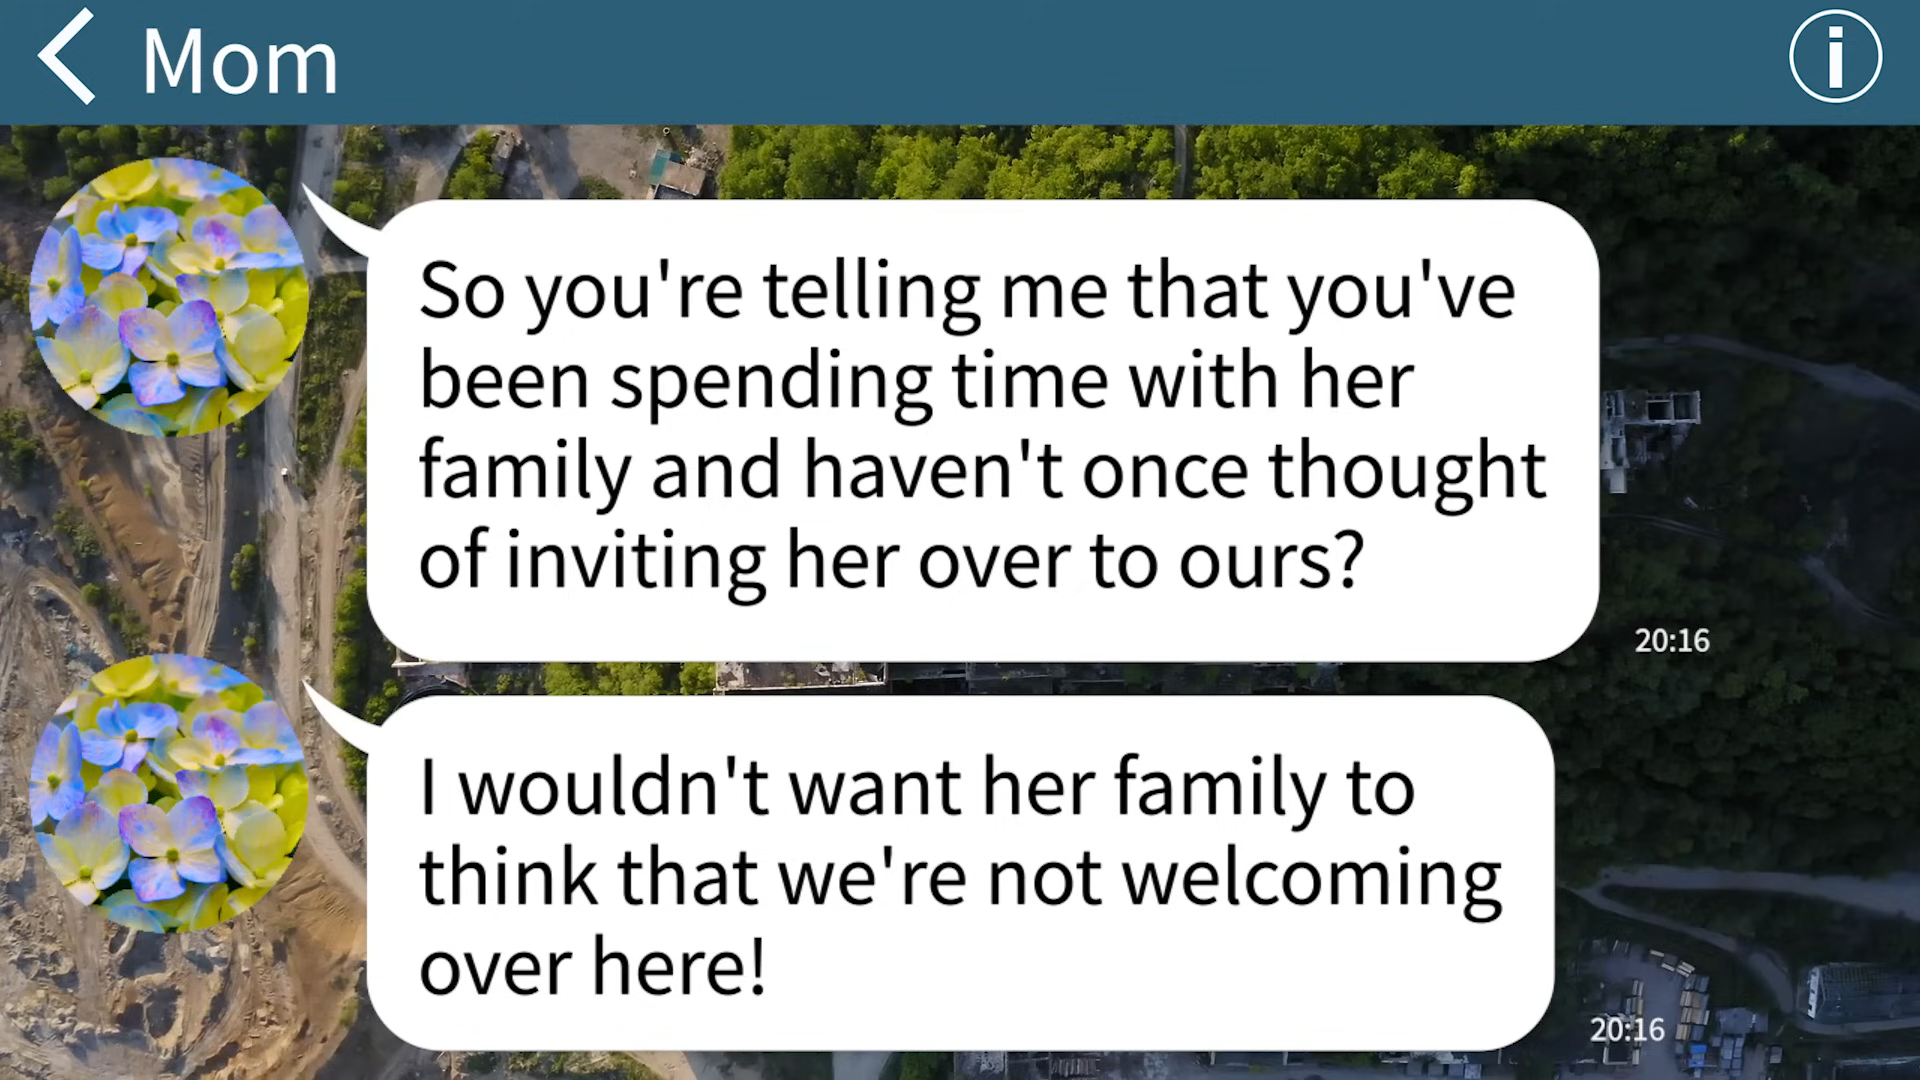 Mom
So you're telling me that you've
been spending time with her
family and haven't once thought
of inviting her over to ours?
20:16
I wouldn't want her family to
think that we're not welcoming
over here!
20:16